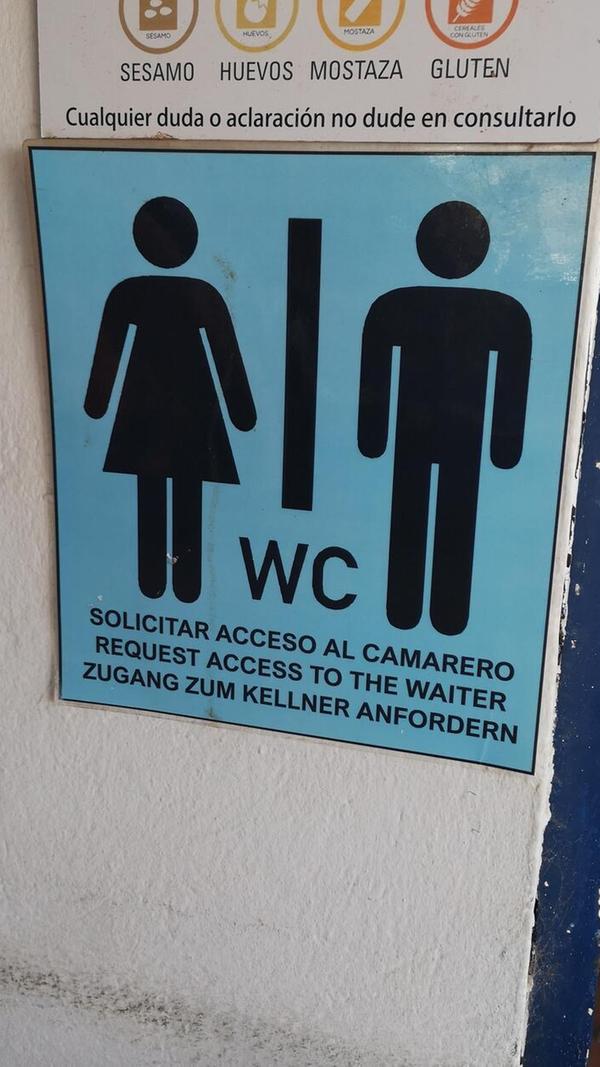 SÉSAMO HUEVOS MOSTAZA CEREALES
CON GLUTEN
SESAMO HUEVOS MOSTAZA GLUTEN
Cualquier duda o aclaración no dude en consultarlo
WC
SOLICITAR ACCESO AL CAMARERO
REQUEST ACCESS TO THE WAITER
ZUGANG ZUM KELLNER ANFORDERN